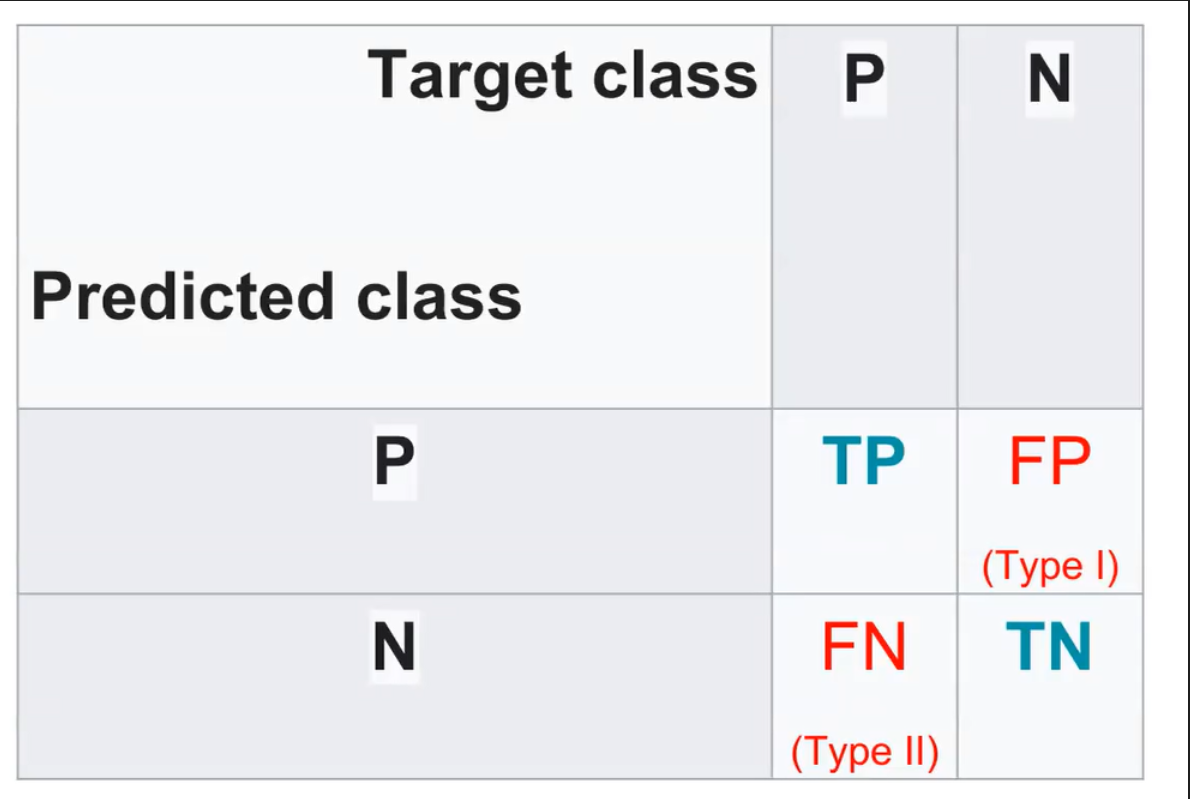 Target class P N
Predicted class
P TP FP
(Type I)
N FN TN
(Type II)